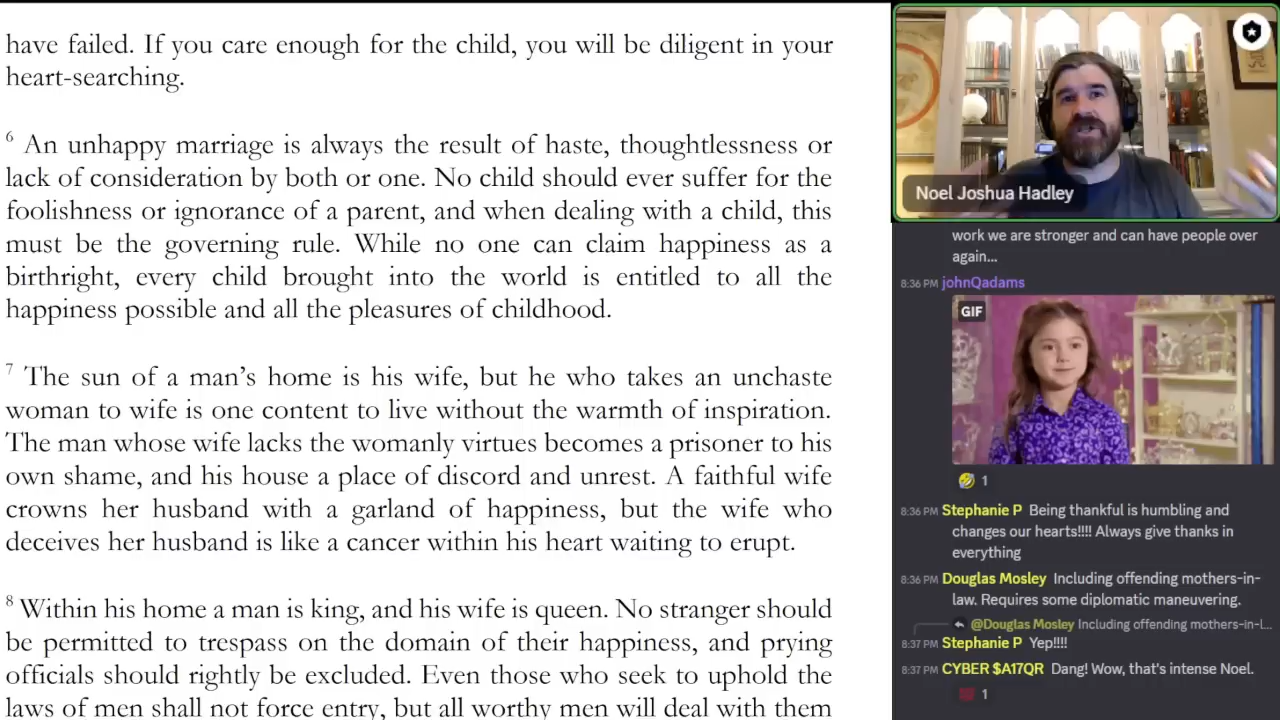 have failed. If you care enough for the child, you will be diligent in your
heart-searching.
6 An unhappy marriage is always the result of haste, thoughtlessness or
lack of consideration by both or one. No child should ever suffer for the
foolishness or ignorance of a parent, and when dealing with a child, this
must be the governing rule. While no one can claim happiness as a
birthright, every child brought into the world is entitled to all the
happiness possible and all the pleasures of childhood.
7 The sun of a man's home is his wife, but he who takes an unchaste
woman to wife is one content to live without the warmth of inspiration.
The man whose wife lacks the womanly virtues becomes a prisoner to his
own shame, and his house a place of discord and unrest. A faithful wife
crowns her husband with a garland of happiness, but the wife who
deceives her husband is like a cancer within his heart waiting to erupt.
8 Within his home a man is king, and his wife is queen. No stranger should
be permitted to trespass on the domain of their happiness, and prying
officials should rightly be excluded. Even those who seek to uphold the
laws of men shall not force entry, but all worthy men will deal with them
Noel Joshua Hadley
work we are stronger and can have people over
again...
8:36 PM johnQadams
GIF
1
8:36 PM Stephanie P Being thankful is humbling and
changes our hearts!!!! Always give thanks in
everything
8:36 PM Douglas Mosley Including offending mothers-in-
law. Requires some diplomatic maneuvering.
@Douglas Mosley Including offending mothers-in-l...
8:37 PM Stephanie P Yep!!!!
8:37 PM CYBER $A17QR Dang! Wow, that's intense Noel.
1